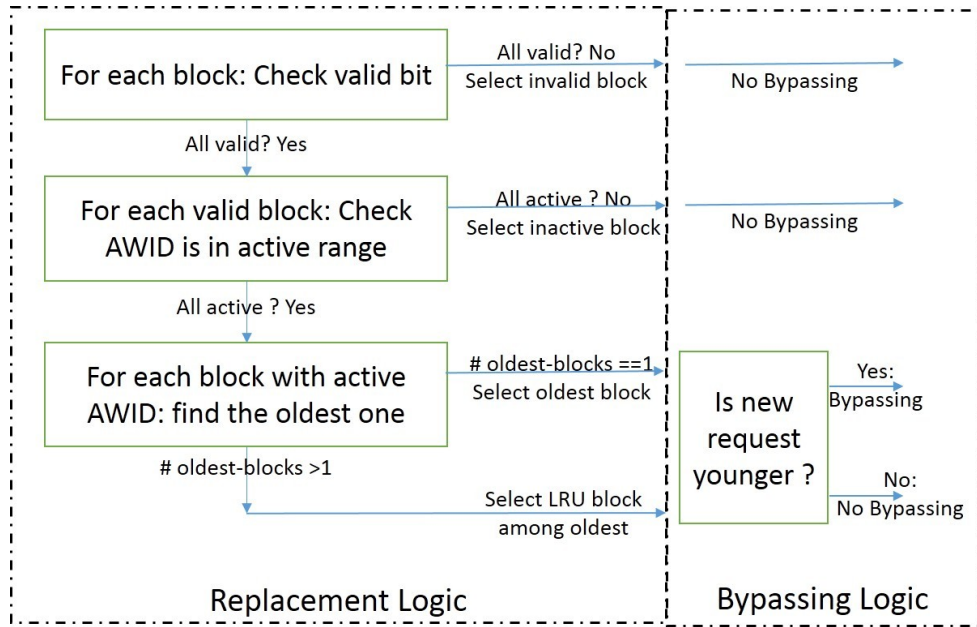 For each block: Check valid bit
All valid? No
Select invalid block
No Bypassing
All valid? Yes
For each valid block: Check
AWID is in active range
All active ? No
Select inactive block
No Bypassing
All active ? Yes
For each block with active
AWID: find the oldest one
# oldest-blocks ==1
Select oldest block
Is new
request
younger ?
Yes:
Bypassing
No:
No Bypassing
# oldest-blocks >1
Select LRU block
among oldest
Replacement Logic
Bypassing Logic